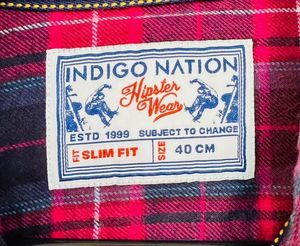 INDIGO NATION
Hipster
Wear
ESTD 1999 SUBJECT TO CHANGE
FIT SLIM FIT SIZE 40 CM